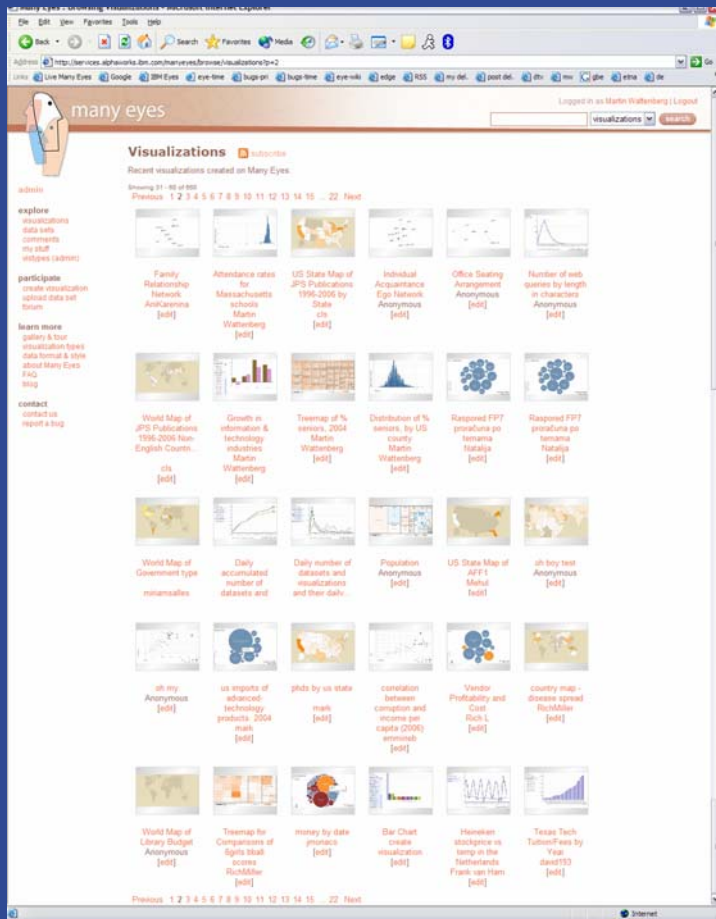 Many Eyes : Browsing Visualizations - Microsoft Internet Explorer
File Edit View Favorites Tools Help
Back Search Favorites Media
Address http://services.alphaworks.ibm.com/manyeyes/browse/visualizations?p=2 Go
Links Live Many Eyes Google IBM Eyes eye-time bugs-pri bugs-time eye-wiki edge RSS my del. post del. dtx mw gbe etna de
Logged in as Martin Wattenberg | Logout
many eyes
visualizations search
Visualizations subscribe
Recent visualizations created on Many Eyes.
Previous 1 2 3 4 5 6 7 8 9 10 11 12 13 14 15 ... 22 Next
admin
explore
visualizations
data sets
comments
my stuff
vistypes (admin)
participate
create visualization
upload data set
forum
learn more
gallery & tour
visualization types
data format & style
about Many Eyes
FAQ
blog
contact
contact us
report a bug
Family
Relationship
Network
AniKarenina
[edit]
Attendance rates
for
Massachusetts
schools
Martin
Wattenberg
[edit]
US State Map of
JPS Publications
1996-2006 by
State
cls
[edit]
Individual
Acquaintance
Ego Network
Anonymous
[edit]
Office Seating
Arrangement
Anonymous
[edit]
Number of web
queries by length
in characters
Anonymous
[edit]
World Map of
JPS Publications
1996-2006 Non-
English Countri...
cls
[edit]
Growth in
information &
technology
industries
Martin
Wattenberg
[edit]
Treemap of %
seniors, 2004
Martin
Wattenberg
[edit]
Distribution of %
seniors, by US
county
Martin
Wattenberg
[edit]
Raspored FP7
proračuna po
temama
Natalija
[edit]
Raspored FP7
proračuna po
temama
Natalija
[edit]
World Map of
Government type
miriamsalles
Daily
accumulated
number of
datasets and
Daily number of
datasets and
visualizations
and their daily...
Population
Anonymous
[edit]
US State Map of
AFF1
Mehul
[edit]
oh boy test
Anonymous
[edit]
oh my
Anonymous
[edit]
us imports of
advanced-
technology
products. 2004
mark
[edit]
phds by us state
mark
[edit]
correlation
between
corruption and
income per
capita (2006)
emmineb
[edit]
Vendor
Profitability and
Cost
Rich L
[edit]
country map -
disease spread
RichMiller
[edit]
World Map of
Library Budget
Anonymous
[edit]
Treemap for
Comparisons of
6girls bball
scores
RichMiller
[edit]
money by date
jmonaco
[edit]
Bar Chart
create
visualization
[edit]
Heineken
stockprice vs
temp in the
Netherlands
Frank van Ham
[edit]
Texas Tech
Tuition/Fees by
Year
david153
[edit]
Previous 1 2 3 4 5 6 7 8 9 10 11 12 13 14 15 ... 22 Next
Internet